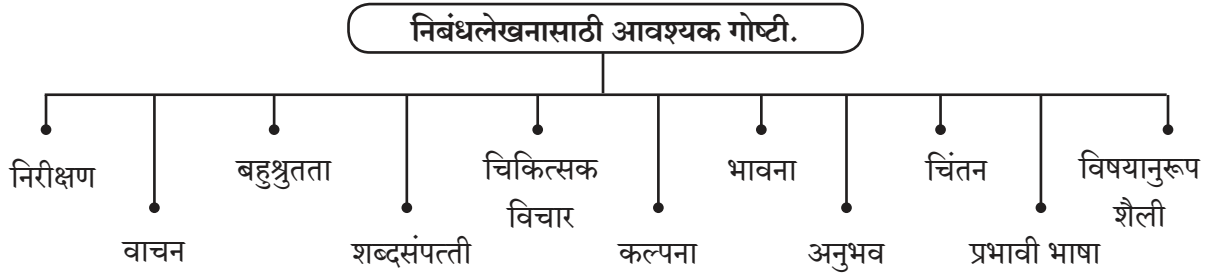 निबंधलेखनासाठी आवश्यक गोष्टी.
निरीक्षण
वाचन
बहुश्रुतता
शब्दसंपत्ती
चिकित्सक
विचार
कल्पना
भावना
अनुभव
चिंतन
प्रभावी भाषा
विषयानुरूप
शैली